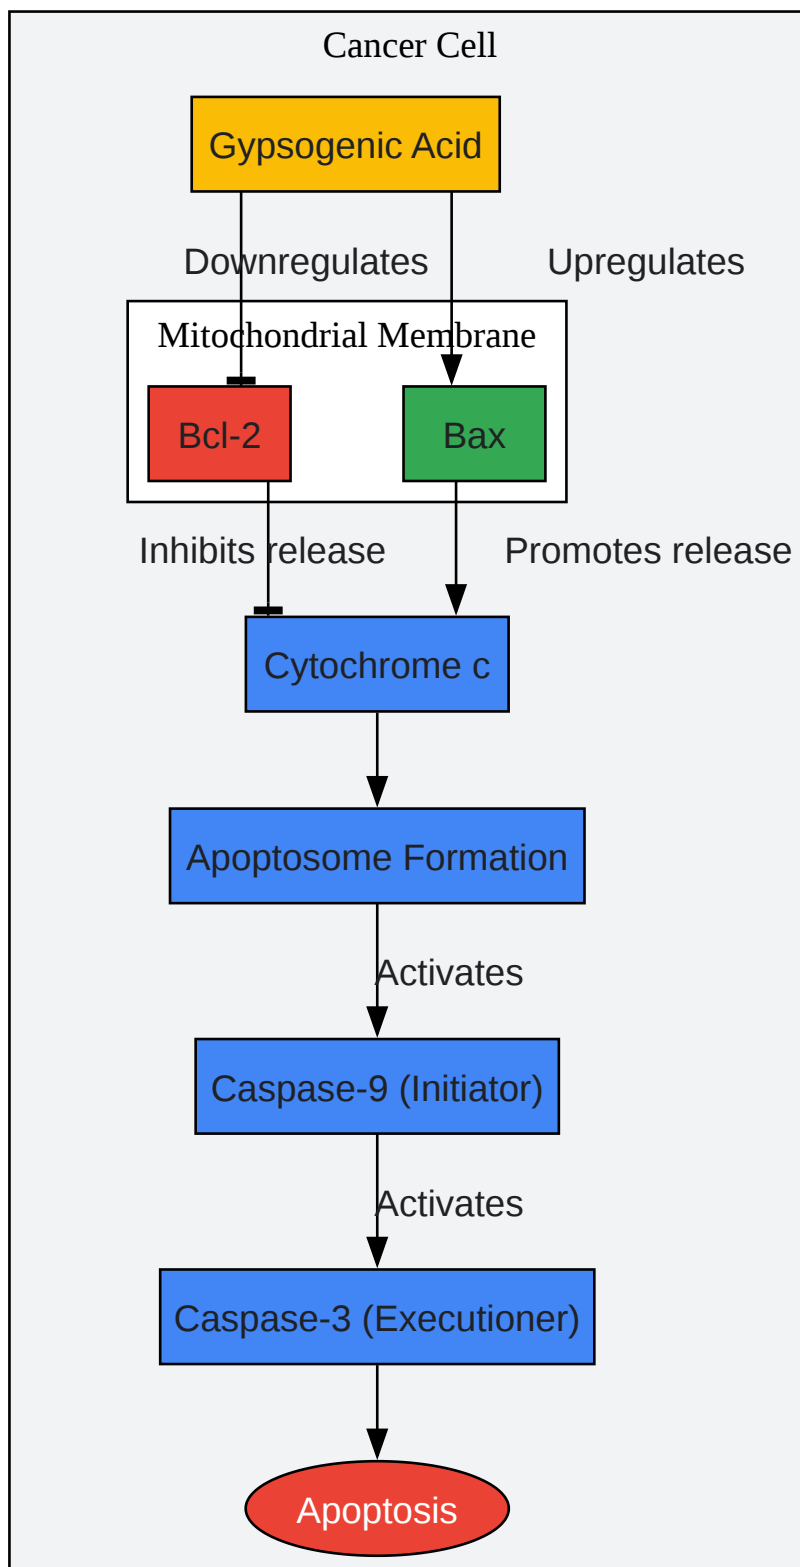 Cancer Cell
Gypsogenic Acid
Downregulates
Upregulates
Mitochondrial Membrane
Bcl-2
Bax
Inhibits release
Promotes release
Cytochrome c
Apoptosome Formation
Activates
Caspase-9 (Initiator)
Activates
Caspase-3 (Executioner)
Apoptosis